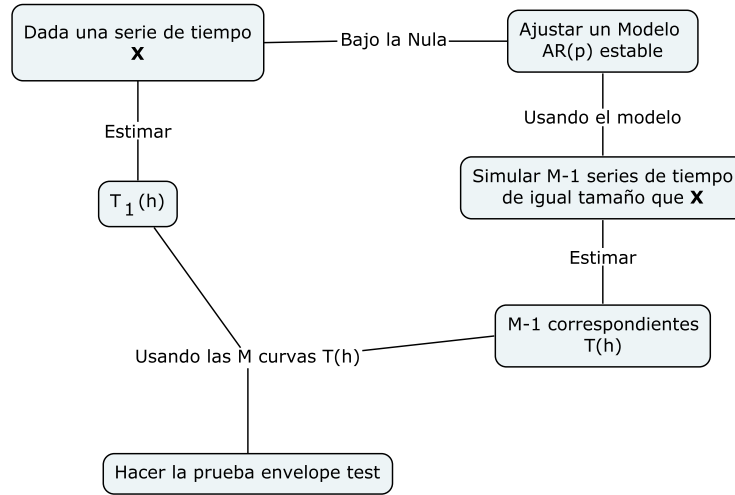 Dada una serie de tiempo
X
Bajo la Nula
Ajustar un Modelo
AR(p) estable
Estimar
Usando el modelo
T1(h)
Simular M-1 series de tiempo
de igual tamaño que X
Estimar
M-1 correspondientes
T(h)
Usando las M curvas T(h)
Hacer la prueba envelope test